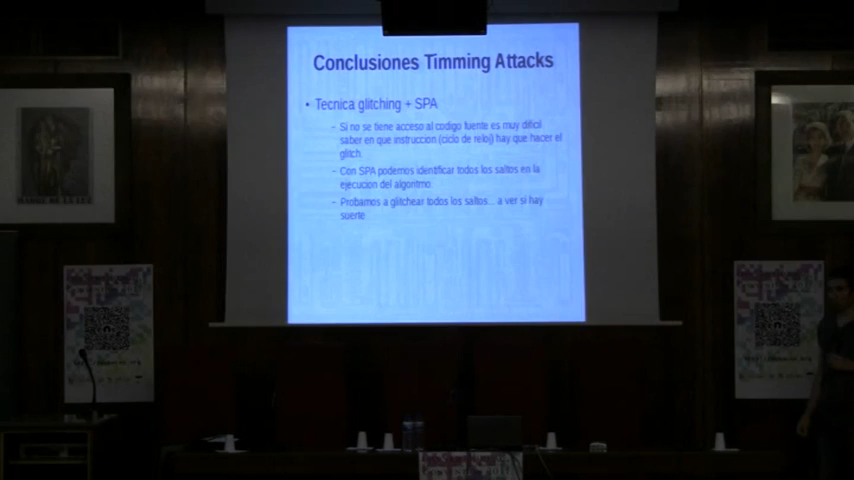 Conclusiones Timming Attacks
• Tecnica glitching + SPA
– Si no se tiene acceso al codigo fuente es muy dificil
saber en que instruccion (ciclo de reloj) hay que hacer el
glitch
– Con SPA podemos identificar todos los saltos en la
ejecucion del algoritmo
– Probamos a glitchear todos los saltos... a ver si hay
suerte